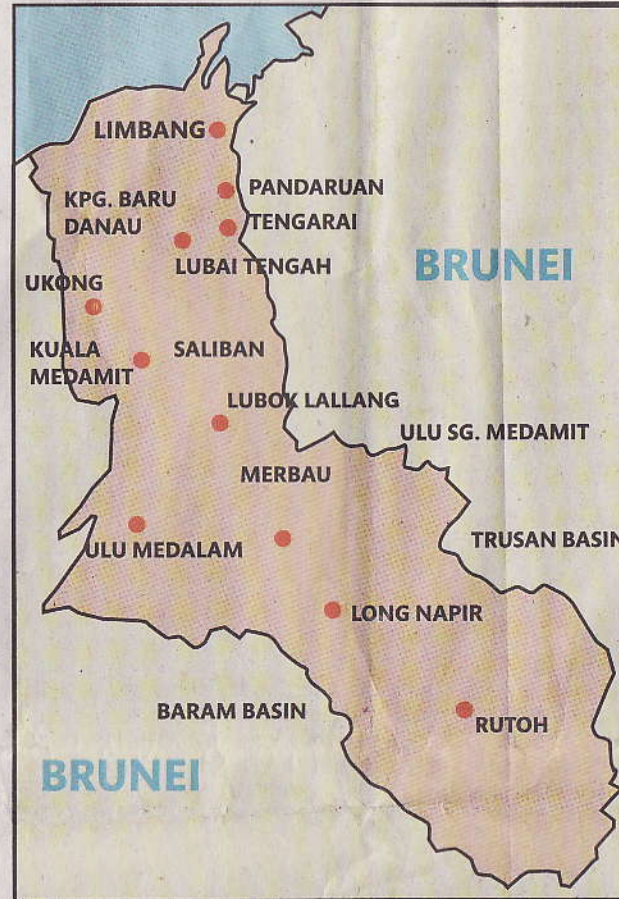 LIMBANG
PANDARUAN
KPG. BARU
DANAU
TENGARAI
LUBAI TENGAH
BRUNEI
UKONG
KUALA
MEDAMIT
SALIBAN
LUBOK LALLANG
ULU SG. MEDAMIT
MERBAU
TRUSAN BASIN
ULU MEDALAM
LONG NAPIR
BARAM BASIN
RUTOH
BRUNEI